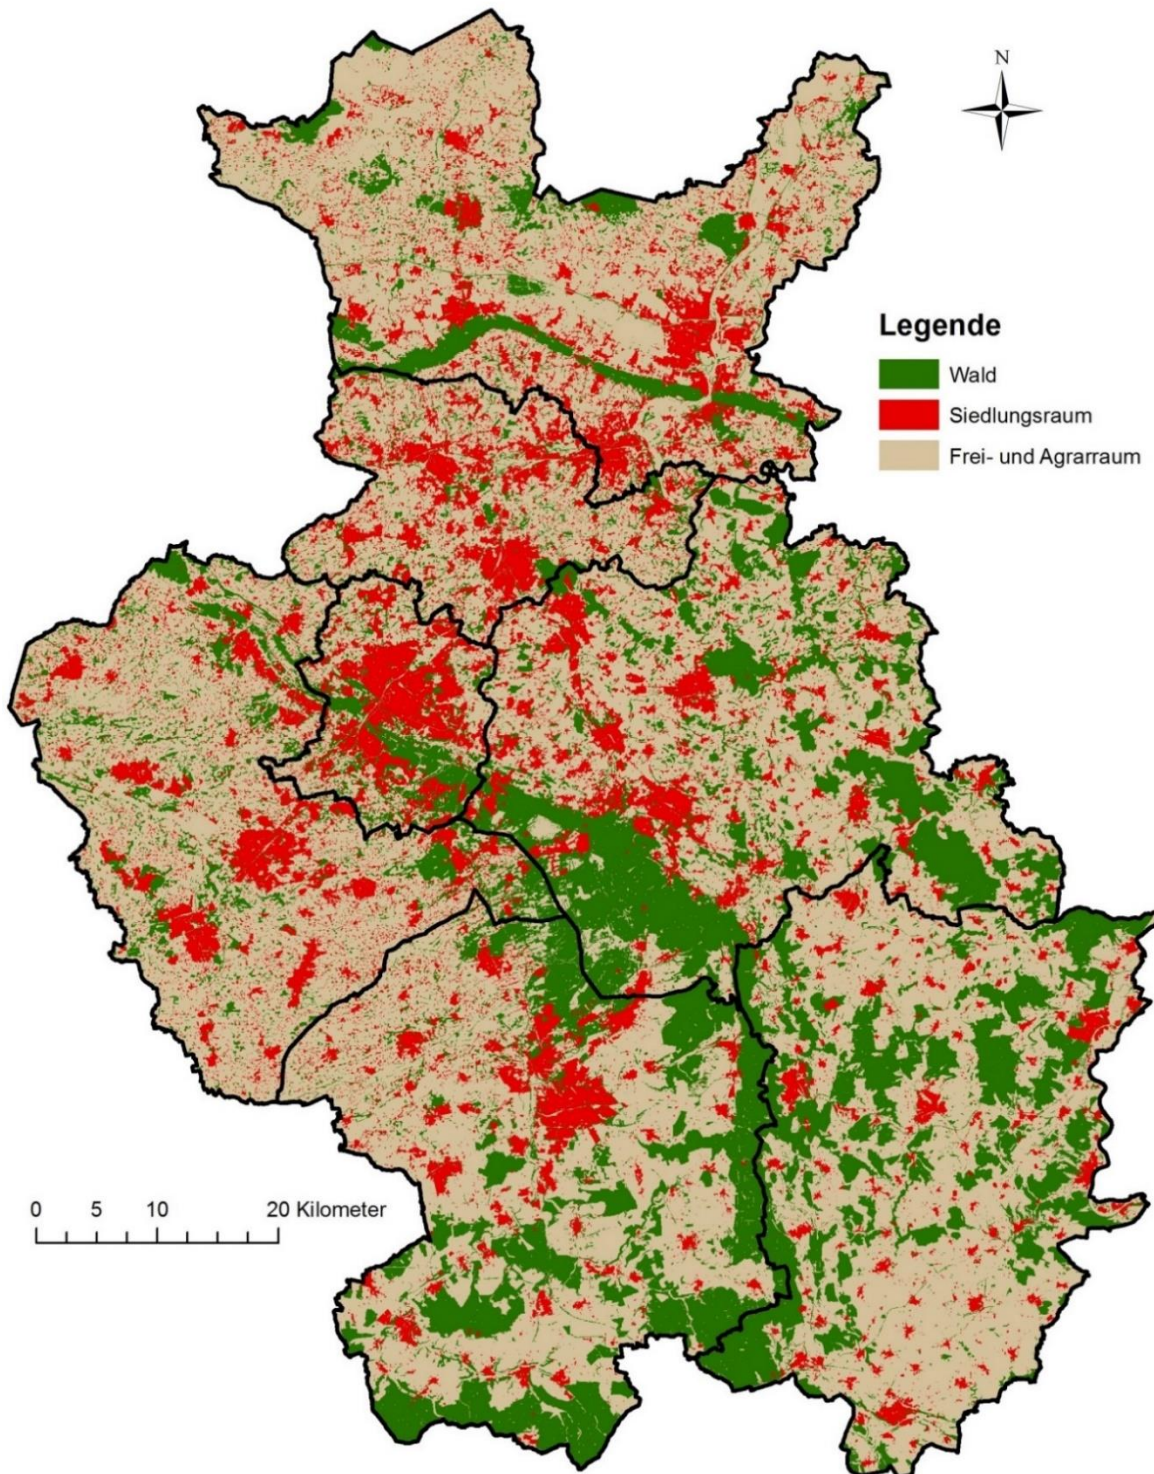 N
Legende
Wald
Siedlungsraum
Frei- und Agrarraum
0 5 10 20 Kilometer